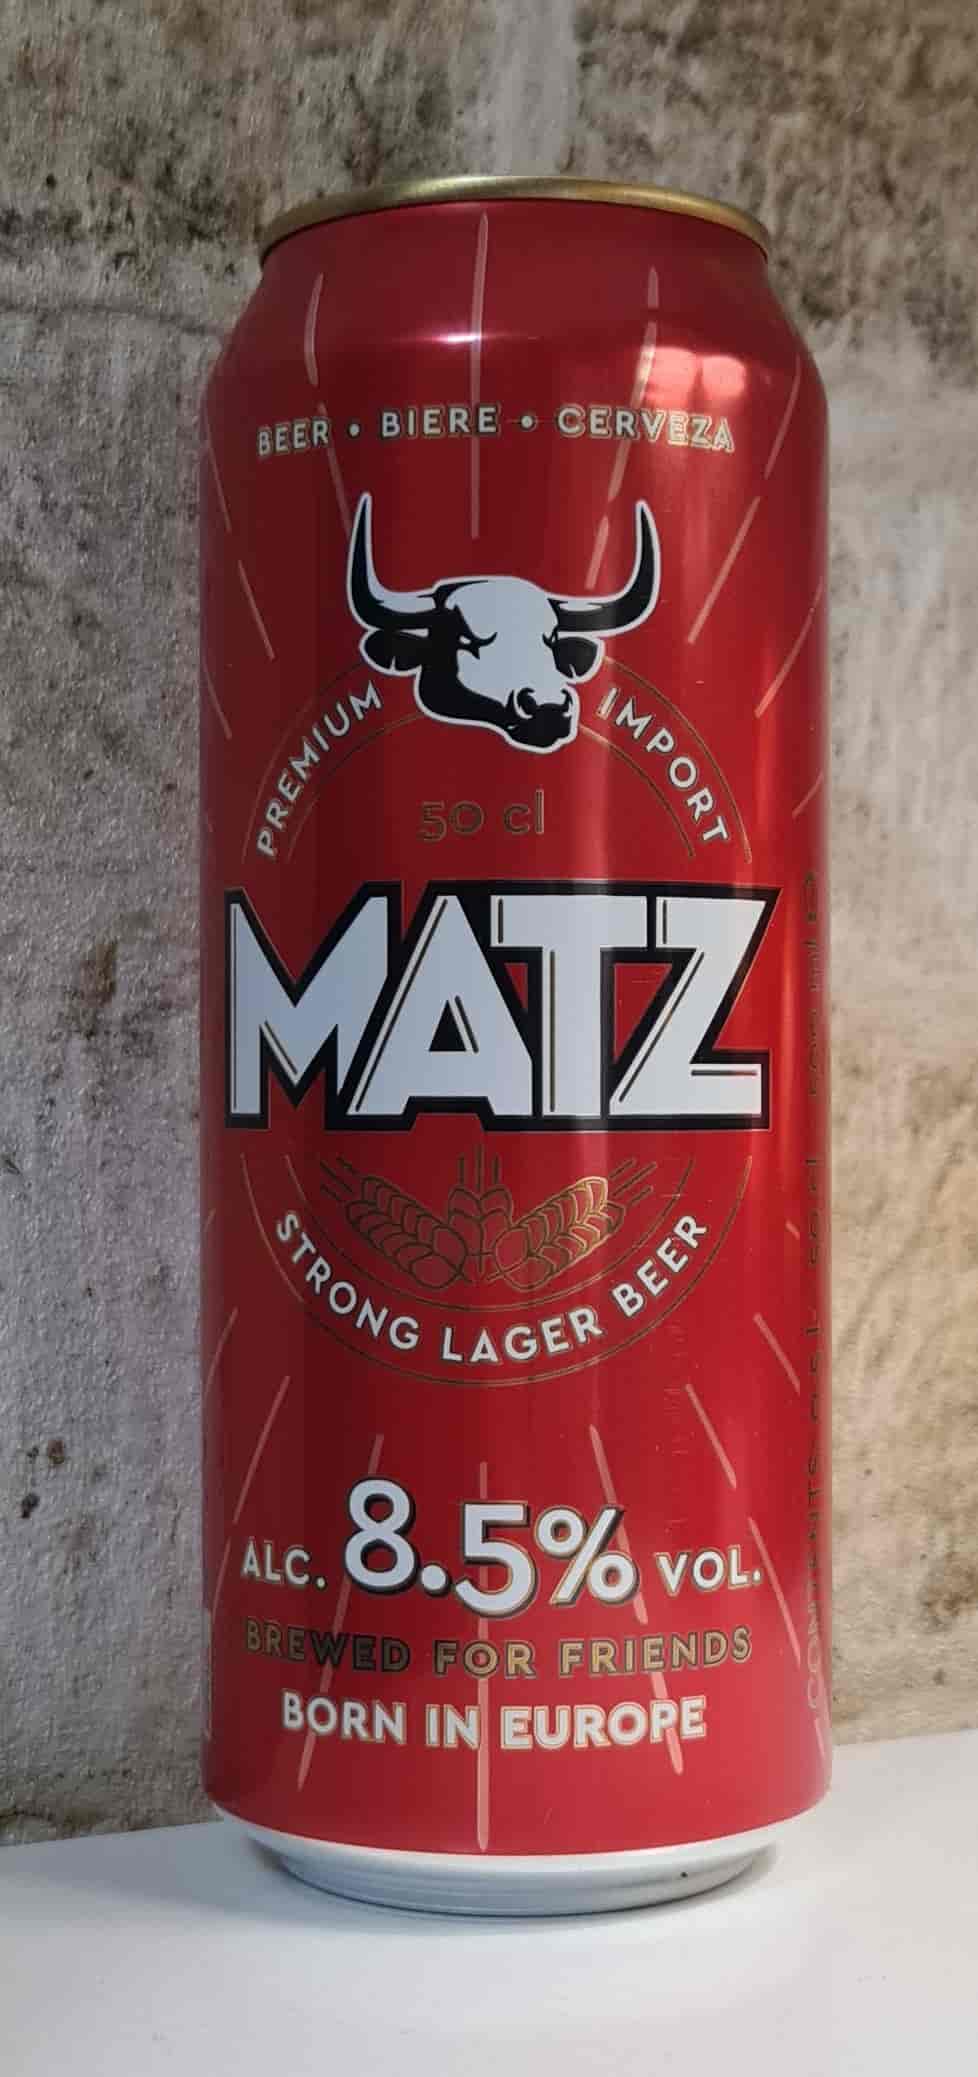 BEER • BIERE • CERVEZA
PREMIUM IMPORT
50 cl
MATZ
STRONG LAGER BEER
ALC. 8.5% VOL.
BREWED FOR FRIENDS
BORN IN EUROPE